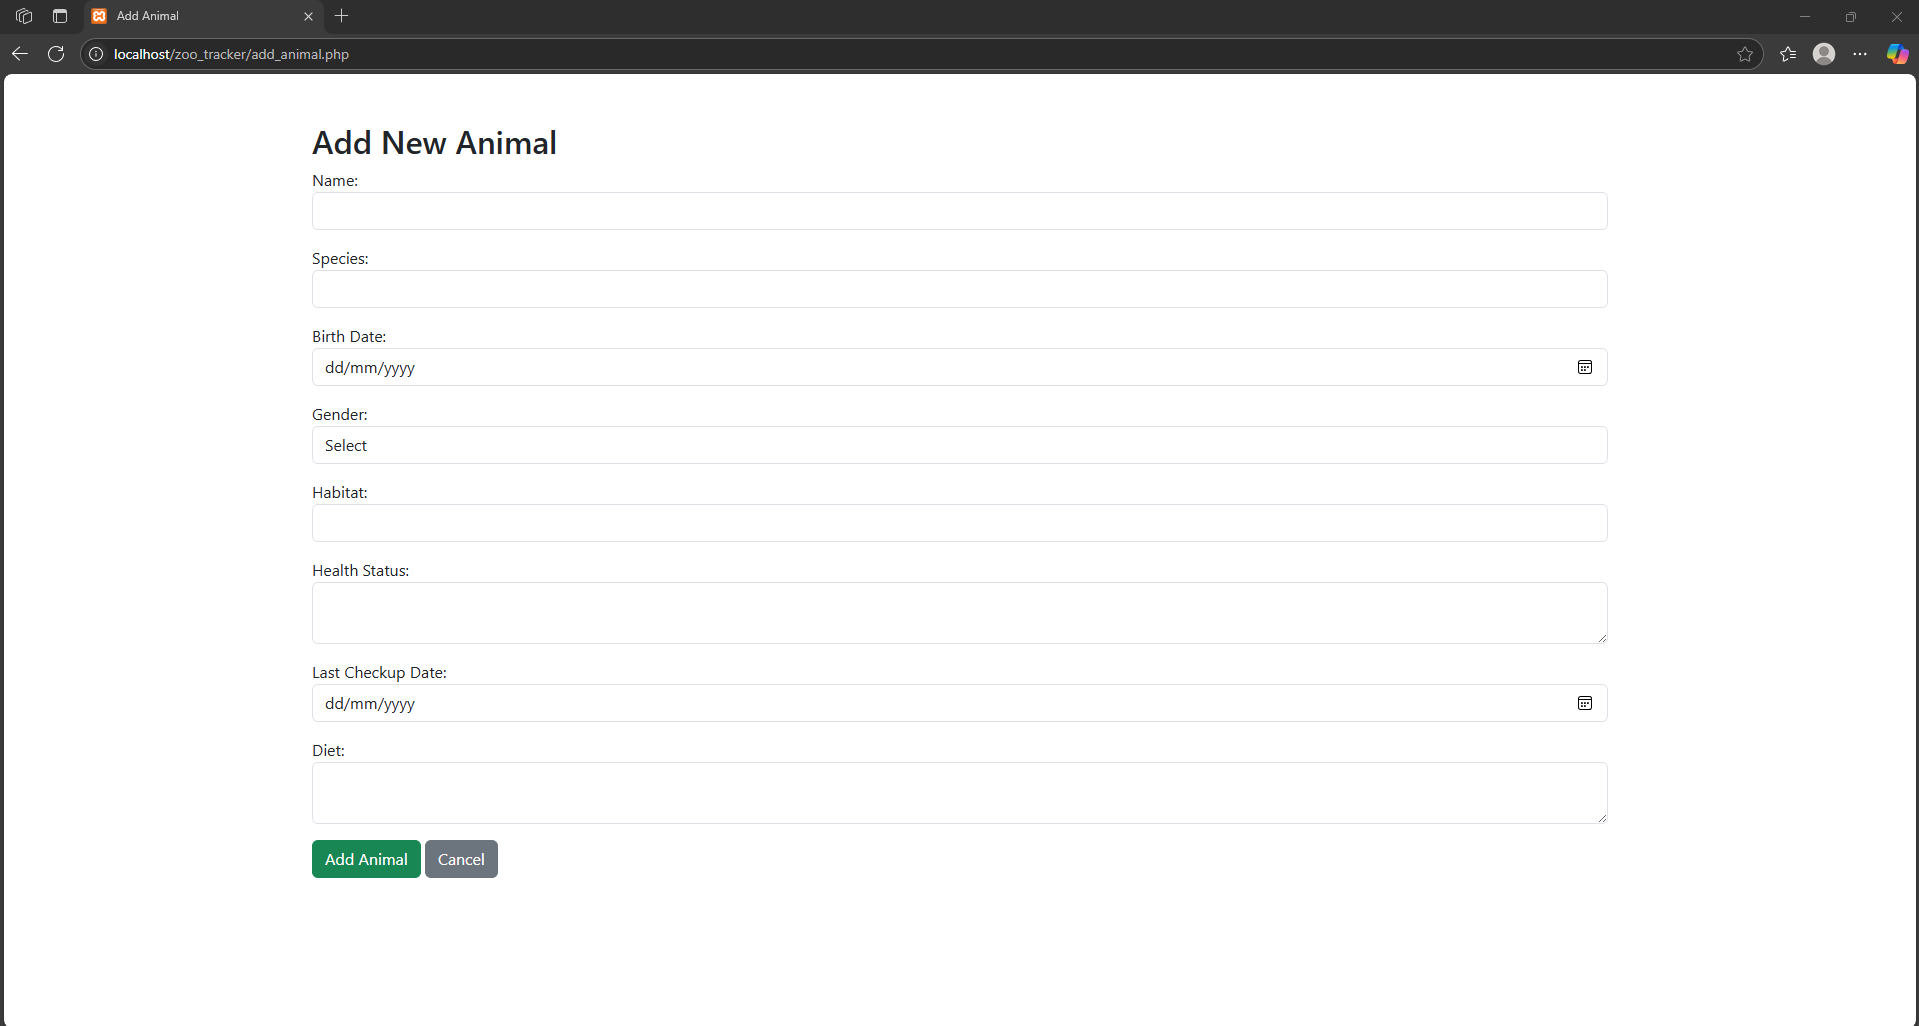 Add Animal
localhost/zoo_tracker/add_animal.php
Add New Animal
Name:
Species:
Birth Date:
dd/mm/yyyy
Gender:
Select
Habitat:
Health Status:
Last Checkup Date:
dd/mm/yyyy
Diet:
Add Animal Cancel